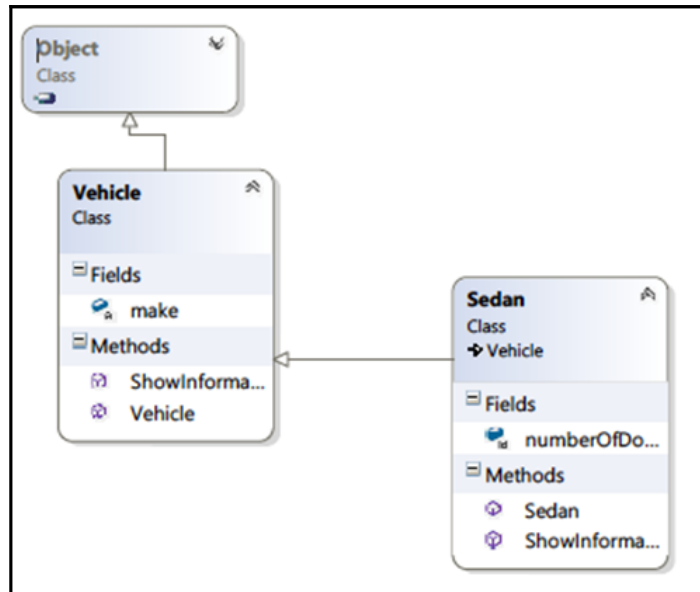 Object
Class
Vehicle
Class
Fields
make
Methods
ShowInforma...
Vehicle
Sedan
Class
Vehicle
Fields
numberOfDo...
Methods
Sedan
ShowInforma...